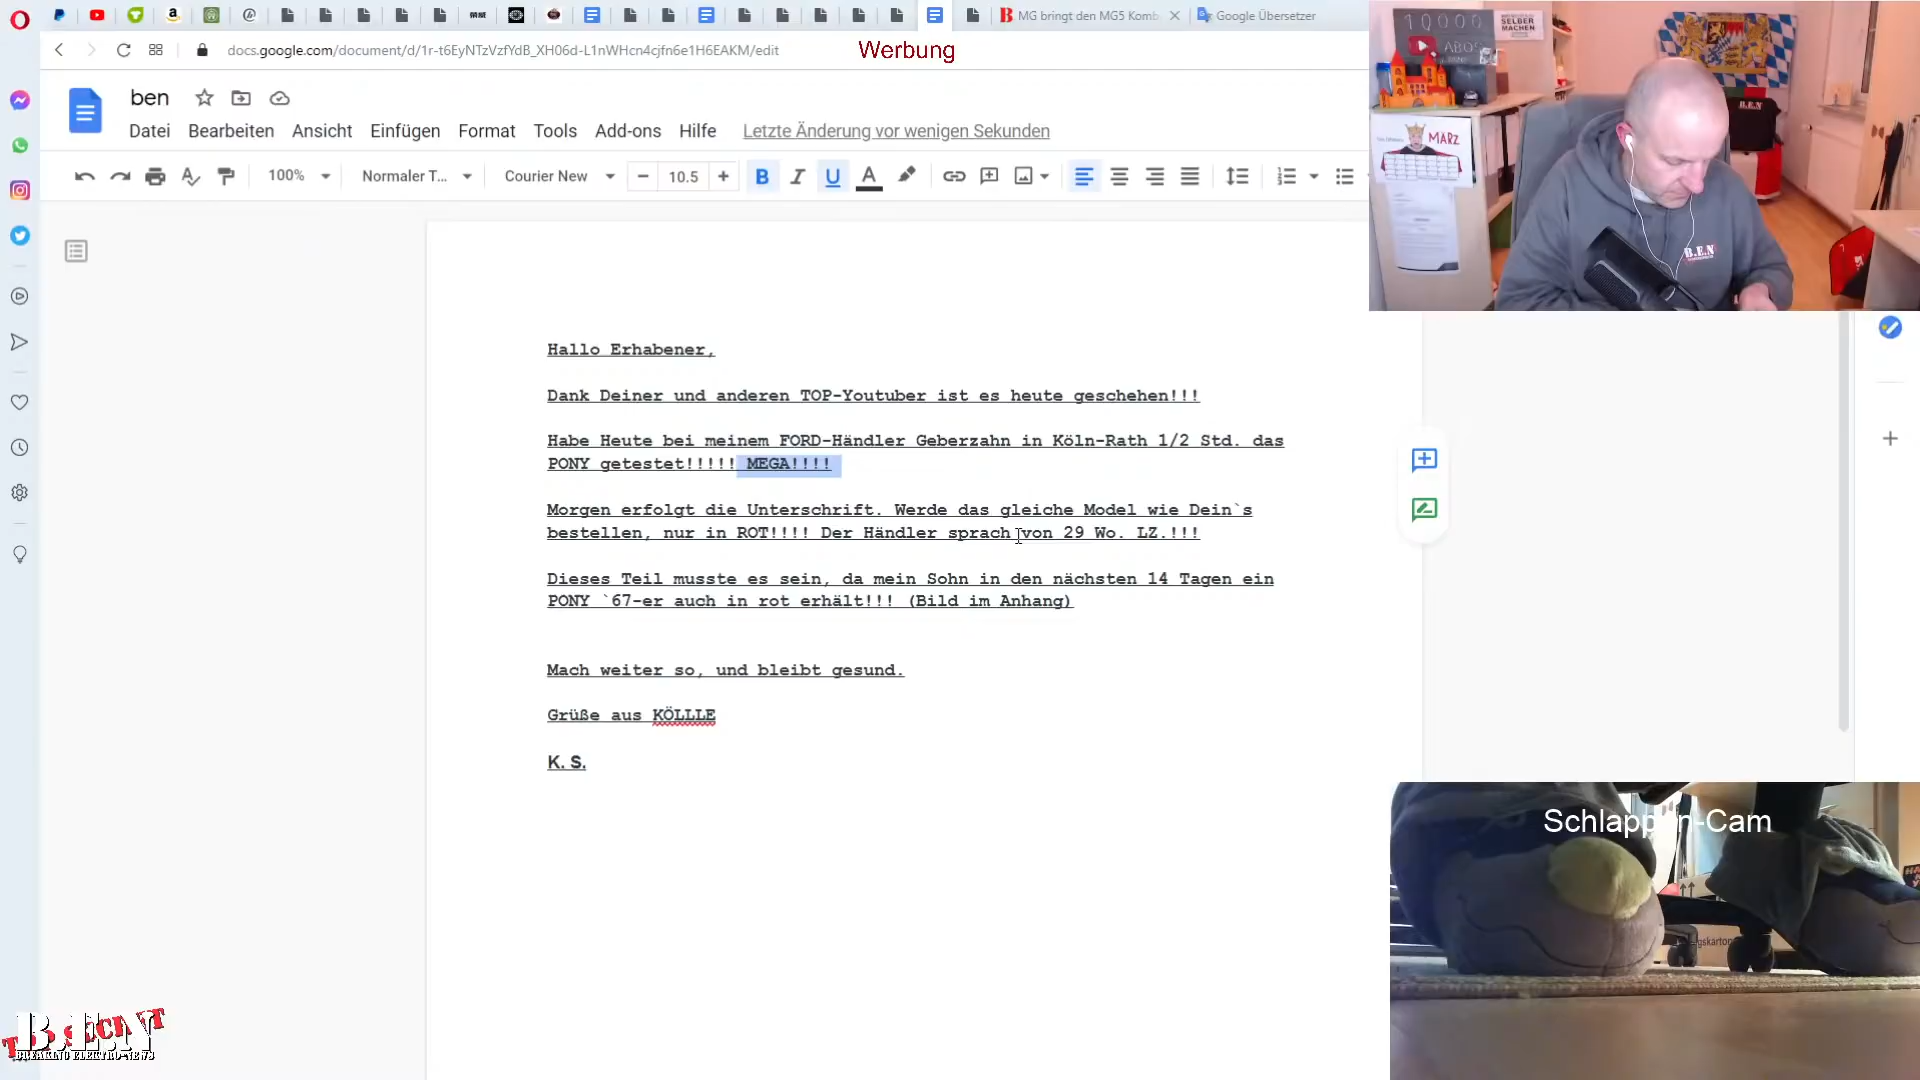 MG bringt den MG5 Komb
Google Übersetzer
docs.google.com/document/d/1r-t6EyNTzVzfYdB_XH06d-L1nWHcn4cjfn6e1H6EAKM/edit
Werbung
ben
Datei Bearbeiten Ansicht Einfügen Format Tools Add-ons Hilfe Letzte Änderung vor wenigen Sekunden
100% Normaler T... Courier New 10.5
Hallo Erhabener,
Dank Deiner und anderen TOP-Youtuber ist es heute geschehen!!!
Habe Heute bei meinem FORD-Händler Geberzahn in Köln-Rath 1/2 Std. das
PONY getestet!!!!! MEGA!!!!
Morgen erfolgt die Unterschrift. Werde das gleiche Model wie Dein`s
bestellen, nur in ROT!!!! Der Händler sprach von 29 Wo. LZ.!!!
Dieses Teil musste es sein, da mein Sohn in den nächsten 14 Tagen ein
PONY `67-er auch in rot erhält!!! (Bild im Anhang)
Mach weiter so, und bleibt gesund.
Grüße aus KÖLLLE
K. S.
10000
ABOS
SELBER
MACHEN
MÄRZ
B.E.N
B.E.N
Schlappen-Cam
B.E.N
BREAKING ELEKTRO-NEWS